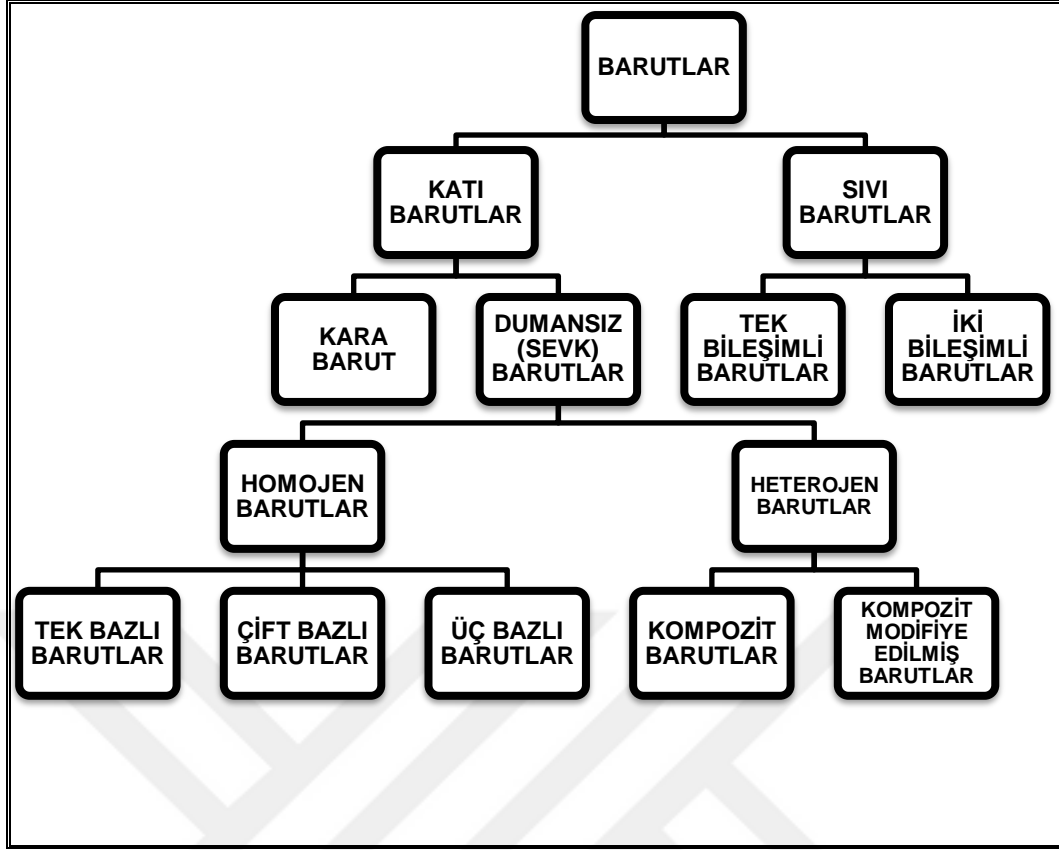 BARUTLAR
KATI
BARUTLAR
SIVI
BARUTLAR
KARA
BARUT
DUMANSIZ
(SEVK)
BARUTLAR
TEK
BİLEŞİMLİ
BARUTLAR
İKİ
BİLEŞİMLİ
BARUTLAR
HOMOJEN
BARUTLAR
HETEROJEN
BARUTLAR
TEK BAZLI
BARUTLAR
ÇİFT BAZLI
BARUTLAR
ÜÇ BAZLI
BARUTLAR
KOMPOZİT
BARUTLAR
KOMPOZİT
MODİFİYE
EDİLMİŞ
BARUTLAR